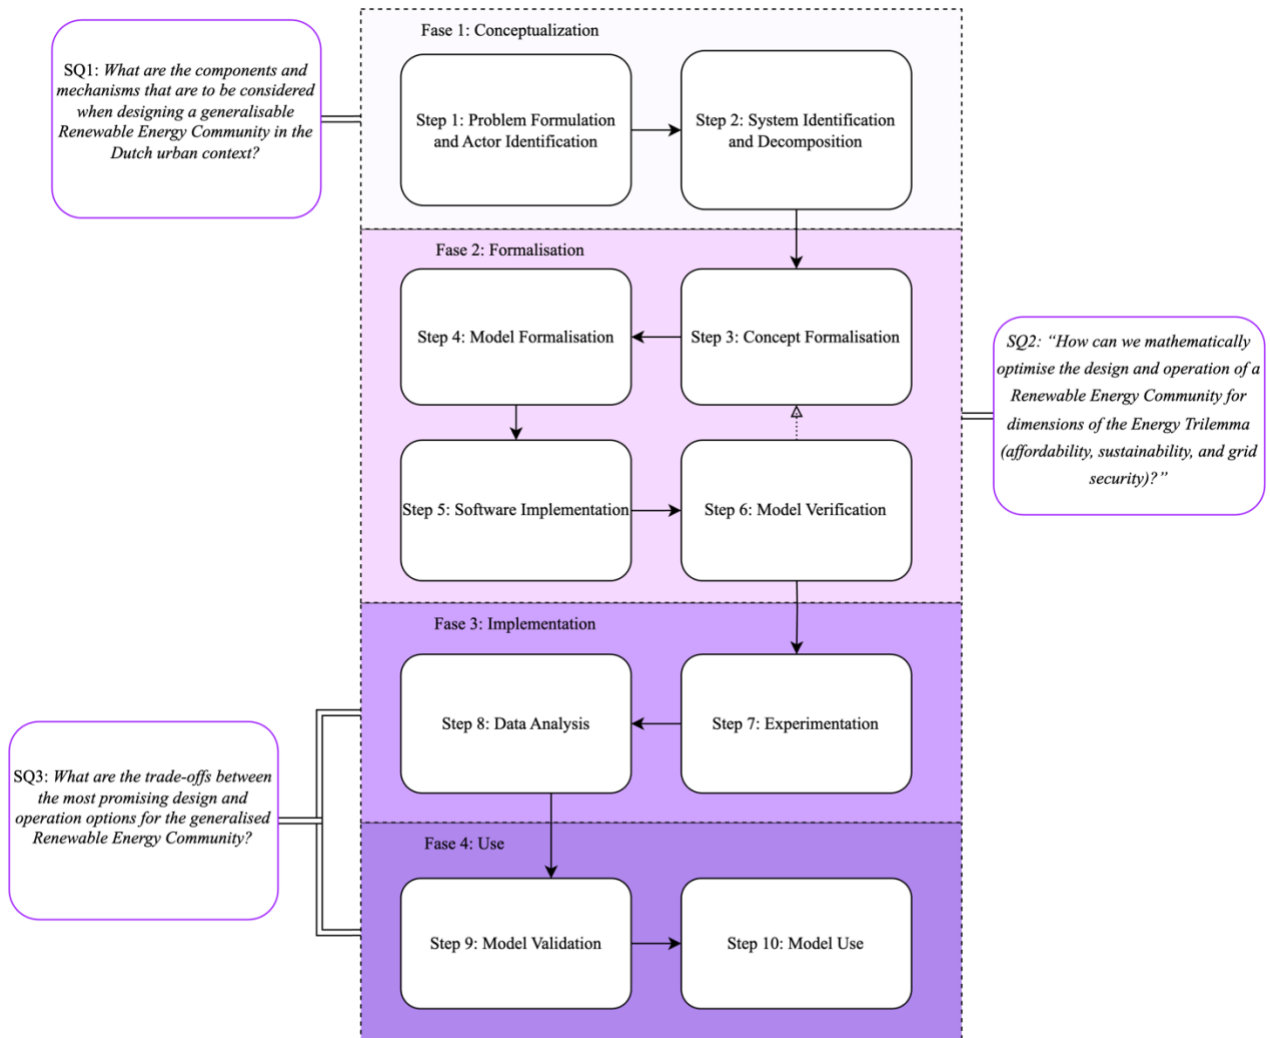 Fase 1: Conceptualization
SQ1: What are the components and
mechanisms that are to be considered
when designing a generalisable
Renewable Energy Community in the
Dutch urban context?
Step 1: Problem Formulation
and Actor Identification
Step 2: System Identification
and Decomposition
Fase 2: Formalisation
Step 4: Model Formalisation
Step 3: Concept Formalisation
SQ2: “How can we mathematically
optimise the design and operation of a
Renewable Energy Community for
dimensions of the Energy Trilemma
(affordability, sustainability, and grid
security)?”
Step 5: Software Implementation
Step 6: Model Verification
Fase 3: Implementation
Step 8: Data Analysis
Step 7: Experimentation
SQ3: What are the trade-offs between
the most promising design and
operation options for the generalised
Renewable Energy Community?
Fase 4: Use
Step 9: Model Validation
Step 10: Model Use